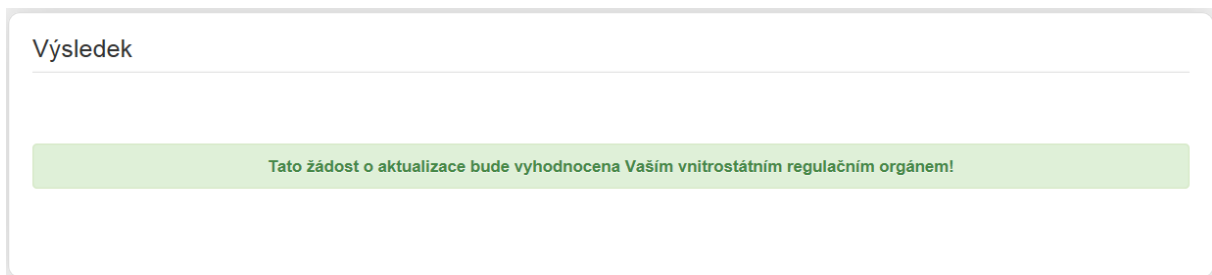 Výsledek
Tato žádost o aktualizace bude vyhodnocena Vaším vnitrostátním regulačním orgánem!